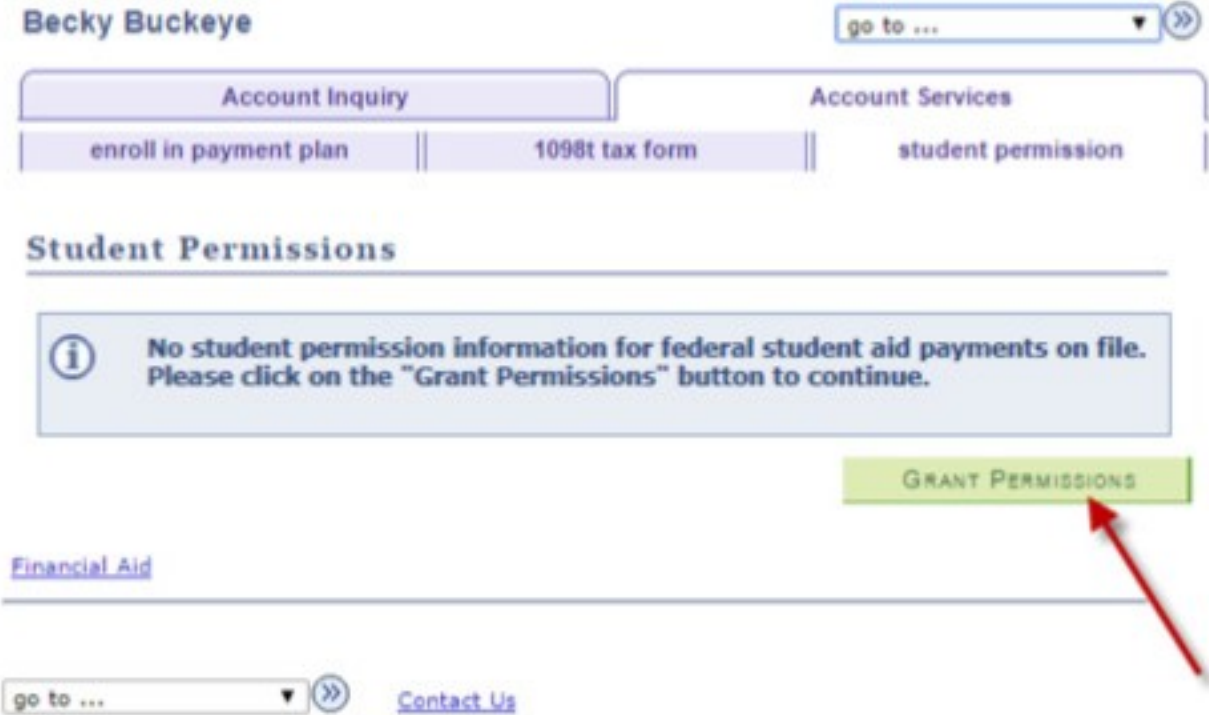 Becky Buckeye
go to ...
Account Inquiry
Account Services
enroll in payment plan
1098t tax form
student permission
Student Permissions
No student permission information for federal student aid payments on file.
Please click on the "Grant Permissions" button to continue.
GRANT PERMISSIONS
Financial Aid
go to ...
Contact Us